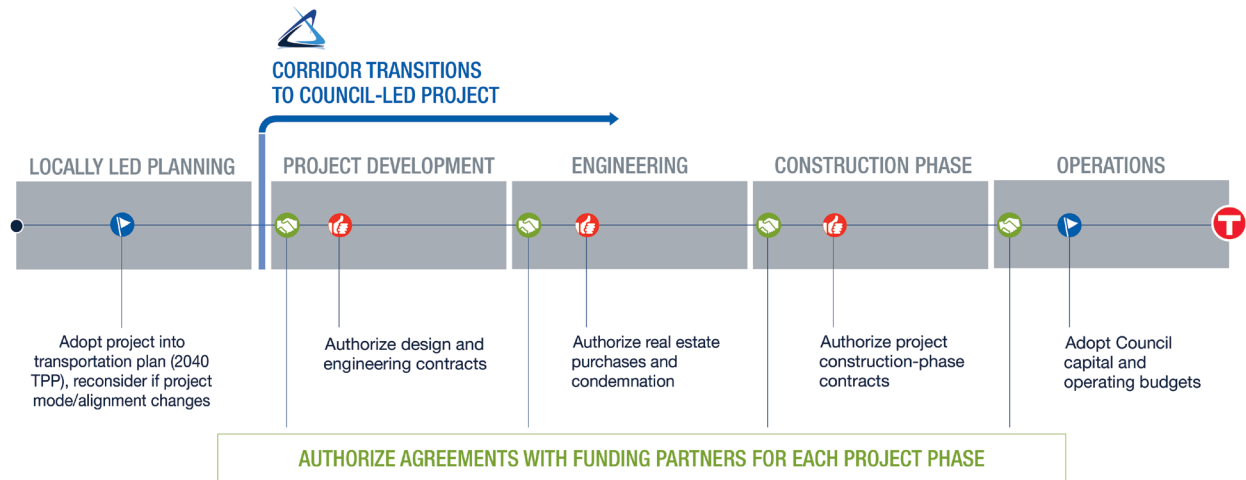 CORRIDOR TRANSITIONS
TO COUNCIL-LED PROJECT
LOCALLY LED PLANNING
PROJECT DEVELOPMENT
ENGINEERING
CONSTRUCTION PHASE
OPERATIONS
T
Adopt project into
transportation plan (2040
TPP), reconsider if project
mode/alignment changes
Authorize design and
engineering contracts
Authorize real estate
purchases and
condemnation
Authorize project
construction-phase
contracts
Adopt Council
capital and
operating budgets
AUTHORIZE AGREEMENTS WITH FUNDING PARTNERS FOR EACH PROJECT PHASE